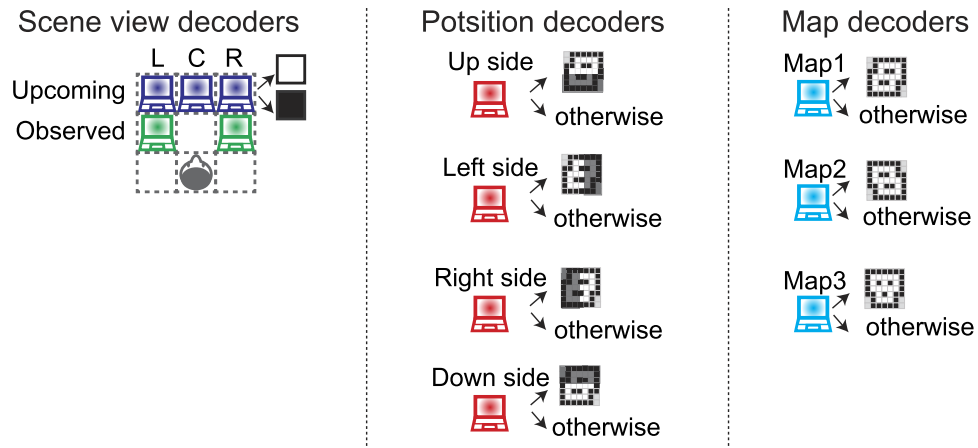 Scene view decoders
L C R
Upcoming
Observed
Potsition decoders
Up side
otherwise
Left side
otherwise
Right side
otherwise
Down side
otherwise
Map decoders
Map1
otherwise
Map2
otherwise
Map3
otherwise